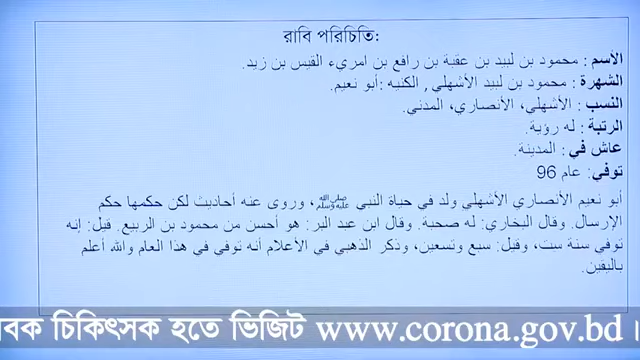 রাবি পরিচিতি:
الأسم : محمود بن لبيد بن عقبة بن رافع بن امريء القيس بن زيد.
الشهرة : محمود بن لبيد الأشهلي , الكنيه :أبو نعيم.
النسب : الأشهلي، الأنصاري، المدني.
الرتبة : له رؤية.
عاش في : المدينة.
توفي: عام 96
أبو نعيم الأنصاري الأشهلي ولد في حياة النبي ﷺ، وروى عنه أحاديث لكن حكمها حكم
الإرسال. وقال البخاري: له صحبة. وقال ابن عبد البر: هو أحسن من محمود بن الربيع. قيل: إنه
توفي سنة ست، وقيل: سبع وتسعين، وذكر الذهبي في الأعلام أنه توفي في هذا العام والله أعلم
باليقين.
বক চিকিৎসক হতে ভিজিট www.corona.gov.bd |